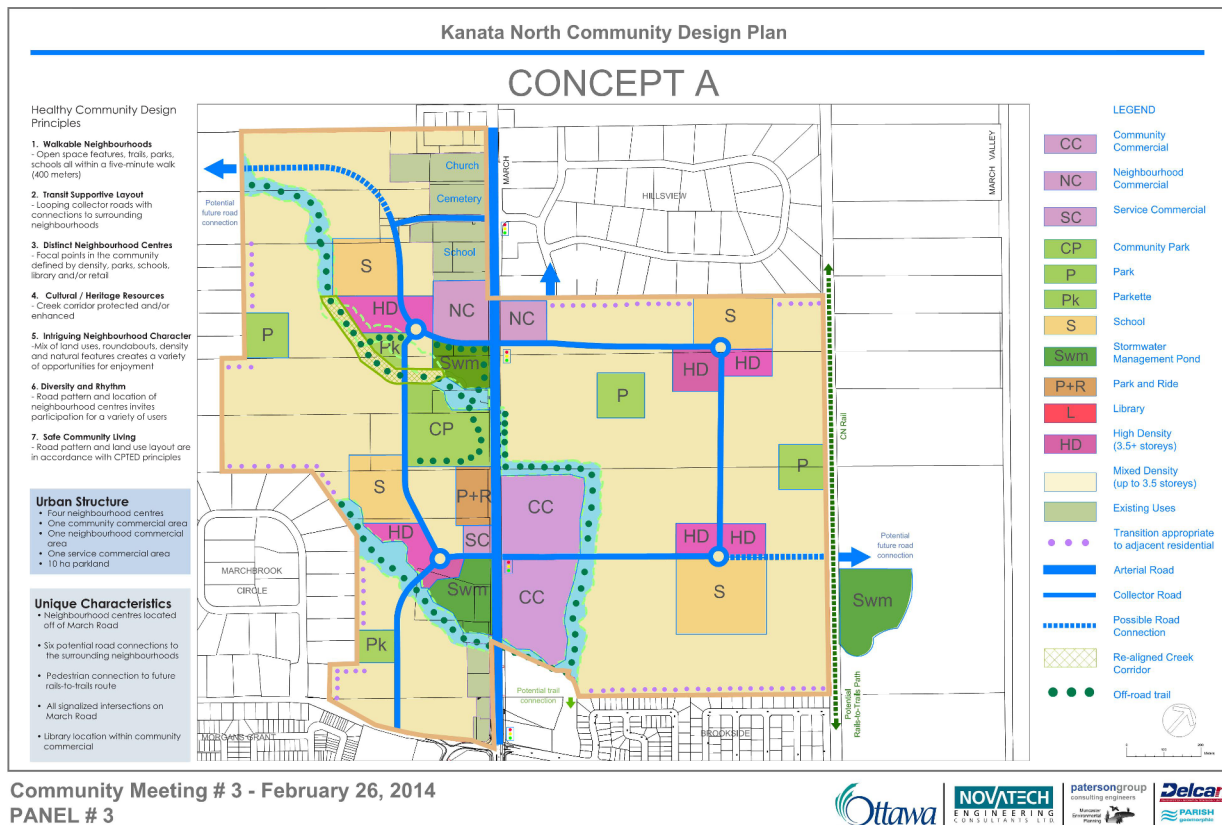 Kanata North Community Design Plan
CONCEPT A
Healthy Community Design
Principles
1. Walkable Neighbourhoods
- Open space features, trails, parks,
schools all within a five-minute walk
(400 meters)
2. Transit Supportive Layout
- Looping collector roads with
connections to surrounding
neighbourhoods
3. Distinct Neighbourhood Centres
- Focal points in the community
defined by density, parks, schools,
library and/or retail
4. Cultural / Heritage Resources
- Creek corridor protected and/or
enhanced
5. Intriguing Neighbourhood Character
-Mix of land uses, roundabouts, density
and natural features creates a variety
of opportunities for enjoyment
6. Diversity and Rhythm
- Road pattern and location of
neighbourhood centres invites
participation for a variety of users
7. Safe Community Living
- Road pattern and land use layout are
in accordance with CPTED principles
Urban Structure
• Four neighbourhood centres
• One community commercial area
• One neighbourhood commercial
area
• One service commercial area
• 10 ha parkland
Unique Characteristics
• Neighbourhood centres located
off of March Road
• Six potential road connections to
the surrounding neighbourhoods
• Pedestrian connection to future
rails-to-trails route
• All signalized intersections on
March Road
• Library location within community
commercial
Potential
future road
connection
Church
Cemetery
School
MARCH
HILLSVIEW
MARCH VALLEY
S
HD
NC
NC
S
P
Pk
Swm
HD
HD
P
CP
P
S
P+R
CC
CN Rail
HD
SC
HD
HD
Potential
future road
connection
MARCHBROOK
CIRCLE
Swm
CC
S
Swm
Pk
Potential trail
connection
Potential
Rails-to-Trails Path
MORGANS GRANT
BROOKSIDE
LEGEND
CC Community
Commercial
NC Neighbourhood
Commercial
SC Service Commercial
CP Community Park
P Park
Pk Parkette
S School
Swm Stormwater
Management Pond
P+R Park and Ride
L Library
HD High Density
(3.5+ storeys)
Mixed Density
(up to 3.5 storeys)
Existing Uses
Transition appropriate
to adjacent residential
Arterial Road
Collector Road
Possible Road
Connection
Re-aligned Creek
Corridor
Off-road trail
Community Meeting # 3 - February 26, 2014
PANEL # 3
Ottawa
NOVATECH
ENGINEERING
CONSULTANTS LTD.
patersongroup
consulting engineers
Muncaster
Environmental
Planning
Delcan
PARISH
geomorphic